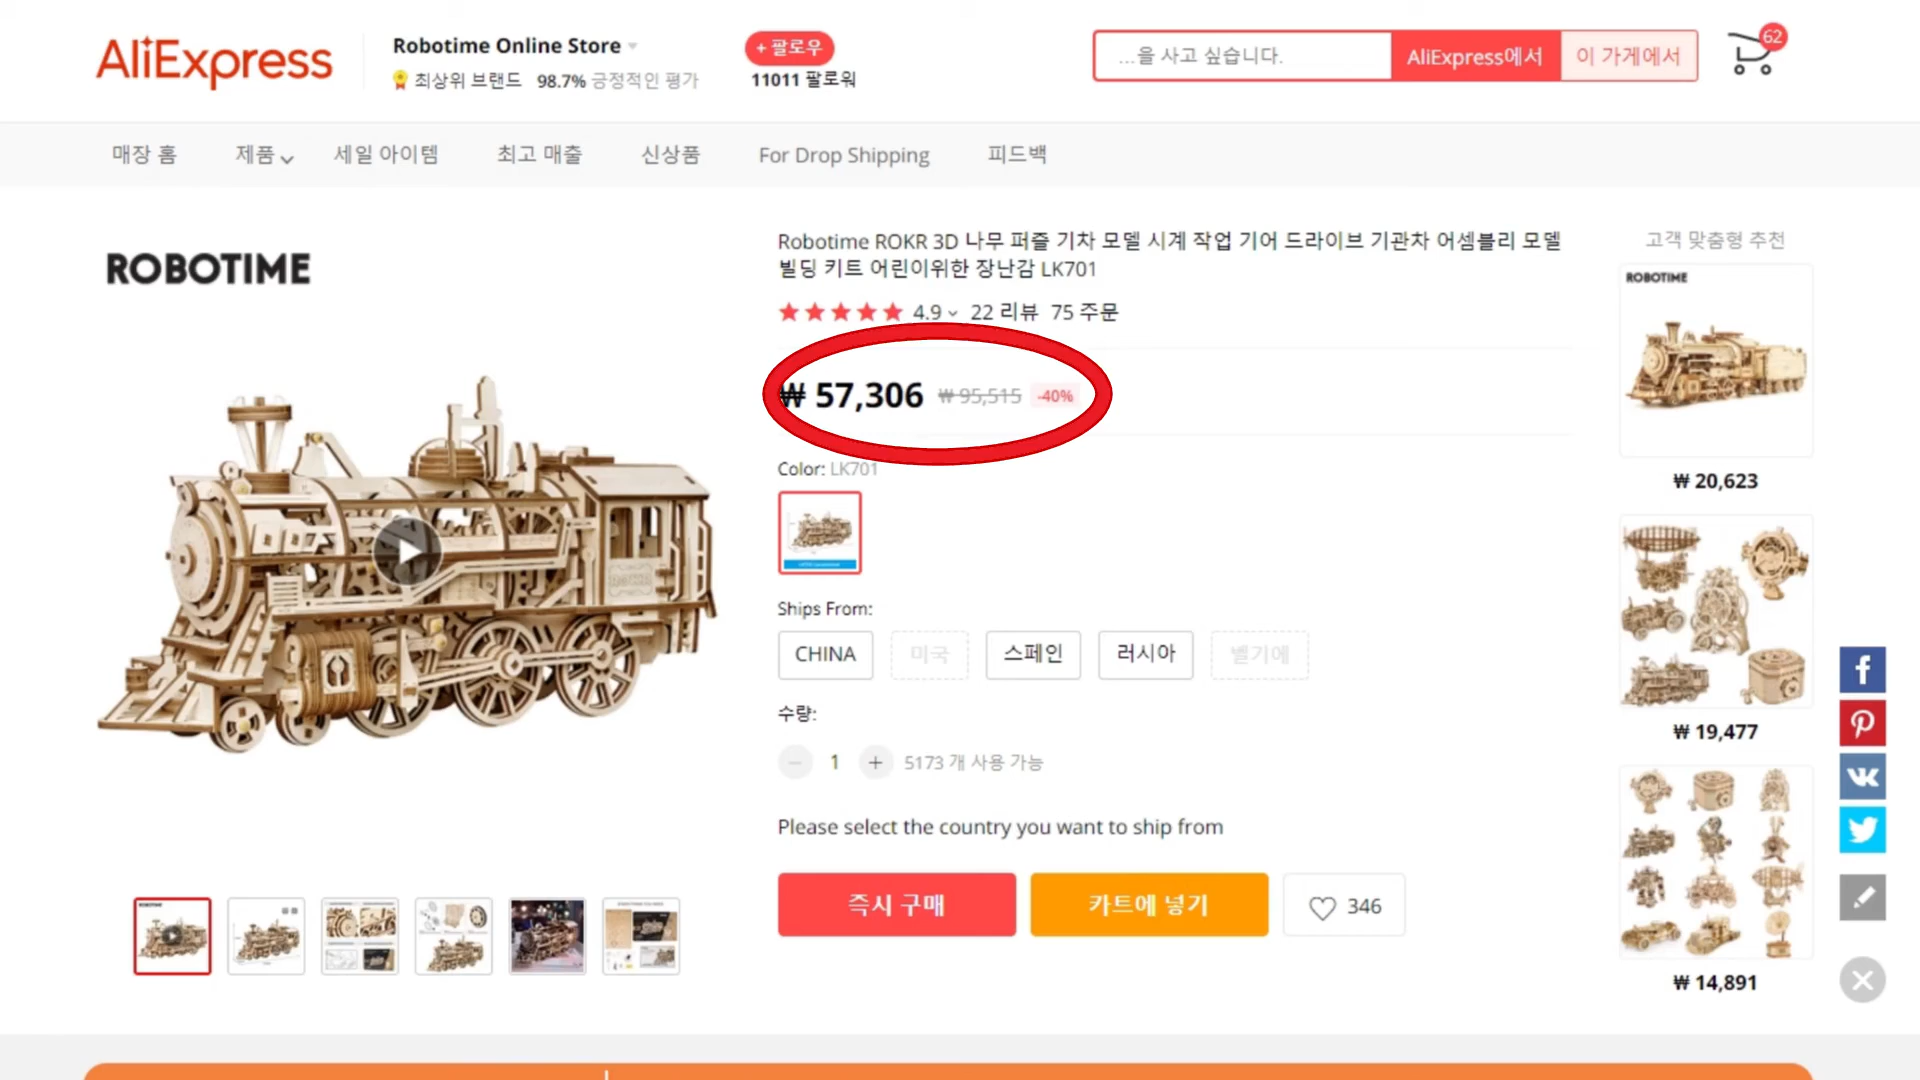 AliExpress
Robotime Online Store
최상위 브랜드 98.7% 긍정적인 평가
+ 팔로우
11011 팔로워
...을 사고 싶습니다.
AliExpress에서
이 가게에서
62
매장 홈 제품 세일 아이템 최고 매출 신상품 For Drop Shipping 피드백
ROBOTIME
Robotime ROKR 3D 나무 퍼즐 기차 모델 시계 작업 기어 드라이브 기관차 어셈블리 모델
빌딩 키트 어린이위한 장난감 LK701
4.9 22 리뷰 75 주문
₩ 57,306 ₩ 95,515 -40%
Color: LK701
Ships From:
CHINA 미국 스페인 러시아 벨기에
수량:
1 + 5173 개 사용 가능
Please select the country you want to ship from
즉시 구매 카트에 넣기 346
고객 맞춤형 추천
ROBOTIME
₩ 20,623
₩ 19,477
₩ 14,891